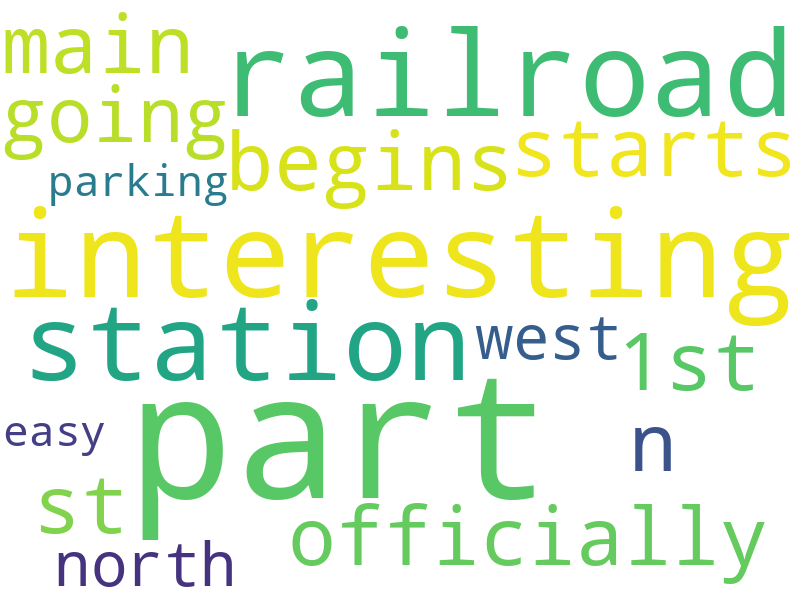 main railroad
going begins starts
parking
interesting
station west 1st
easy part n
st officially
north